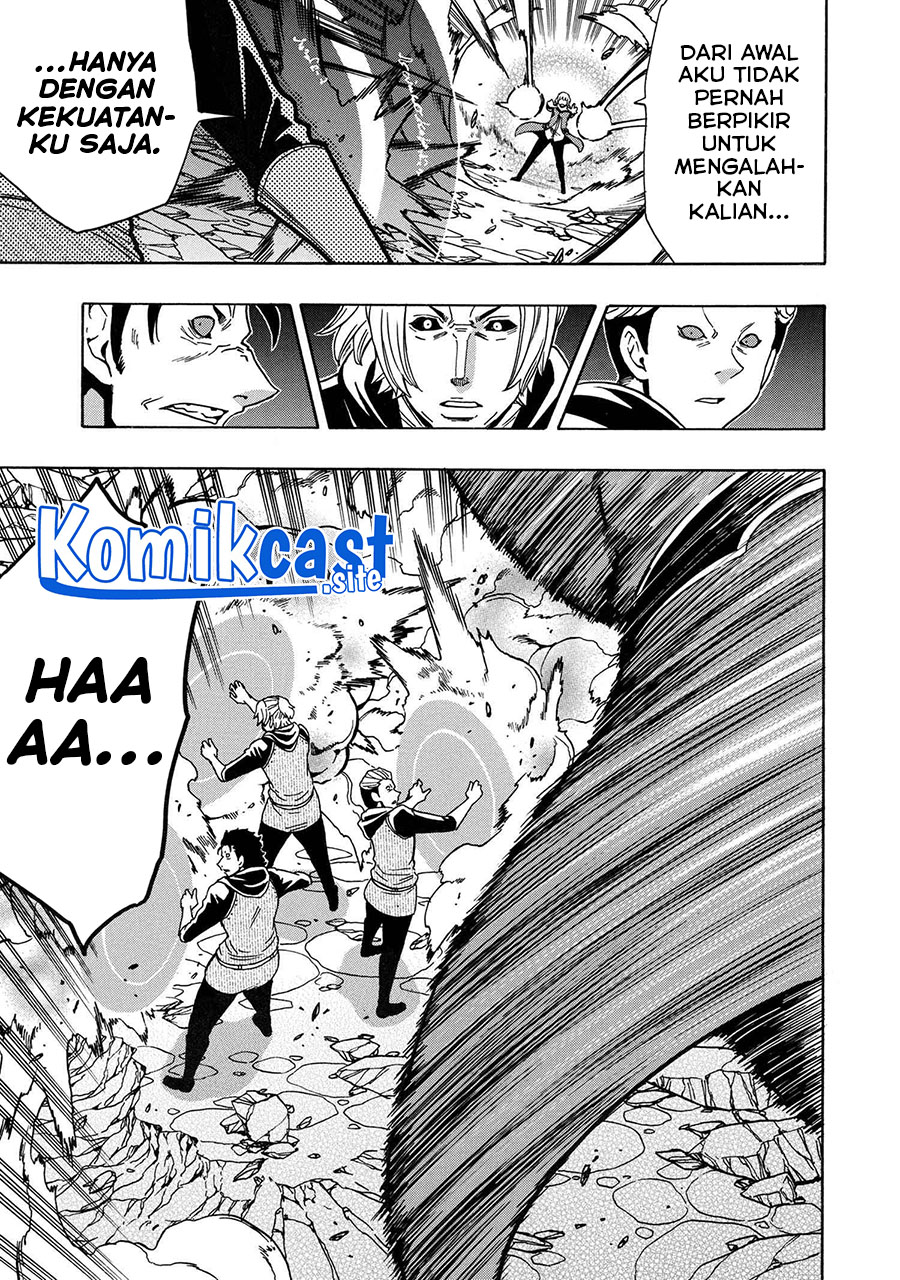 DARI AWAL
AKU TIDAK
PERNAH
BERPIKIR
UNTUK
MENGALAH-
KAN
KALIAN...
...HANYA
DENGAN
KEKUATAN-
KU SAJA.
Komikcast
.site
HAA
AA...